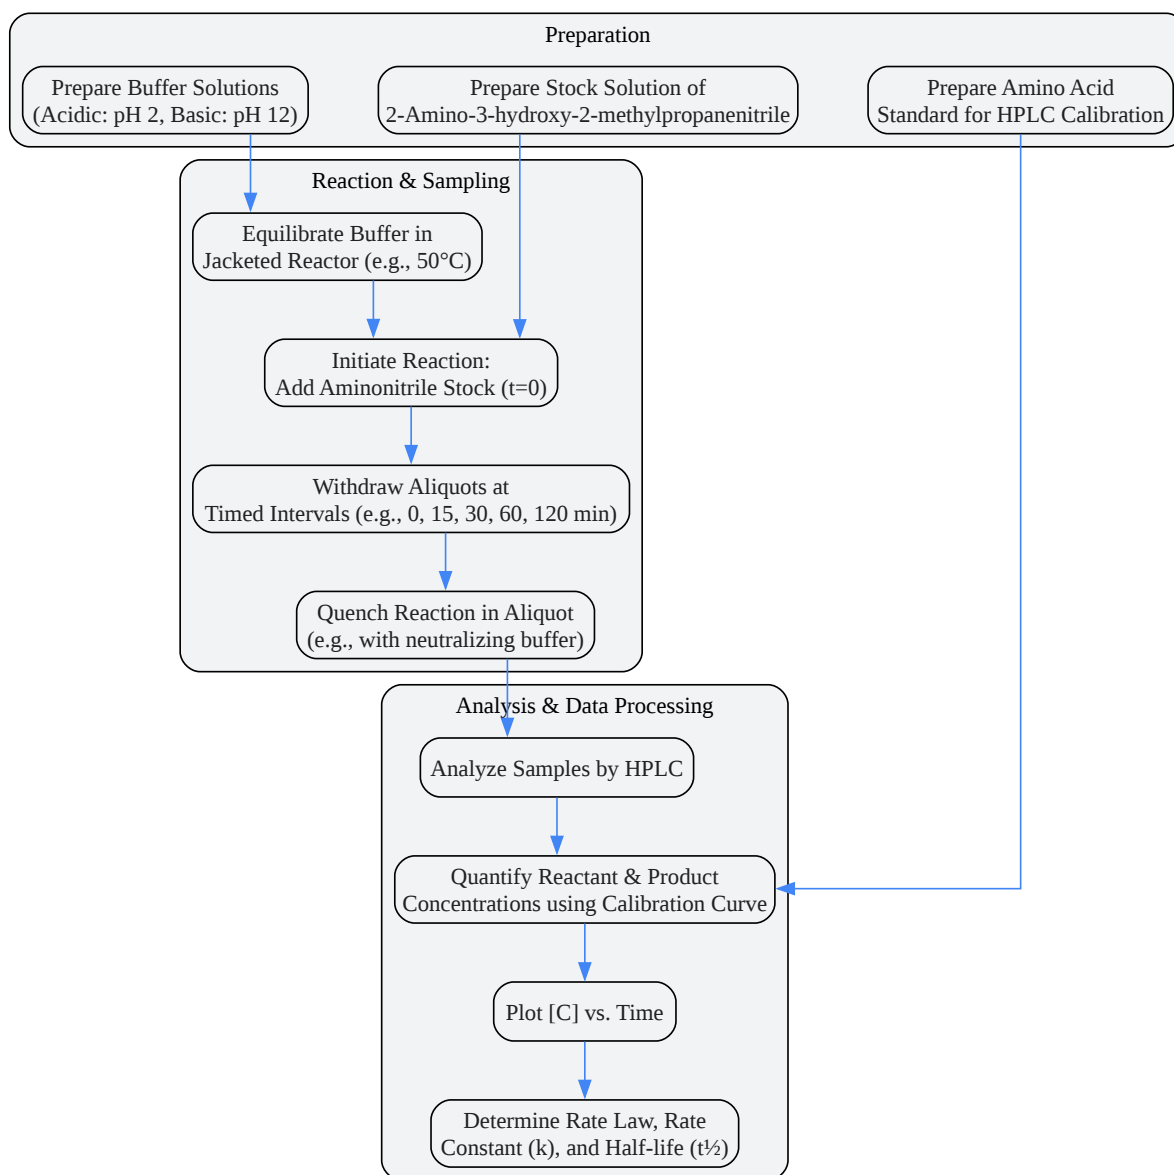 Preparation
Prepare Buffer Solutions
(Acidic: pH 2, Basic: pH 12)
Prepare Stock Solution of
2-Amino-3-hydroxy-2-methylpropanenitrile
Prepare Amino Acid
Standard for HPLC Calibration
Reaction & Sampling
Equilibrate Buffer in
Jacketed Reactor (e.g., 50°C)
Initiate Reaction:
Add Aminonitrile Stock (t=0)
Withdraw Aliquots at
Timed Intervals (e.g., 0, 15, 30, 60, 120 min)
Quench Reaction in Aliquot
(e.g., with neutralizing buffer)
Analysis & Data Processing
Analyze Samples by HPLC
Quantify Reactant & Product
Concentrations using Calibration Curve
Plot [C] vs. Time
Determine Rate Law, Rate
Constant (k), and Half-life (t½)